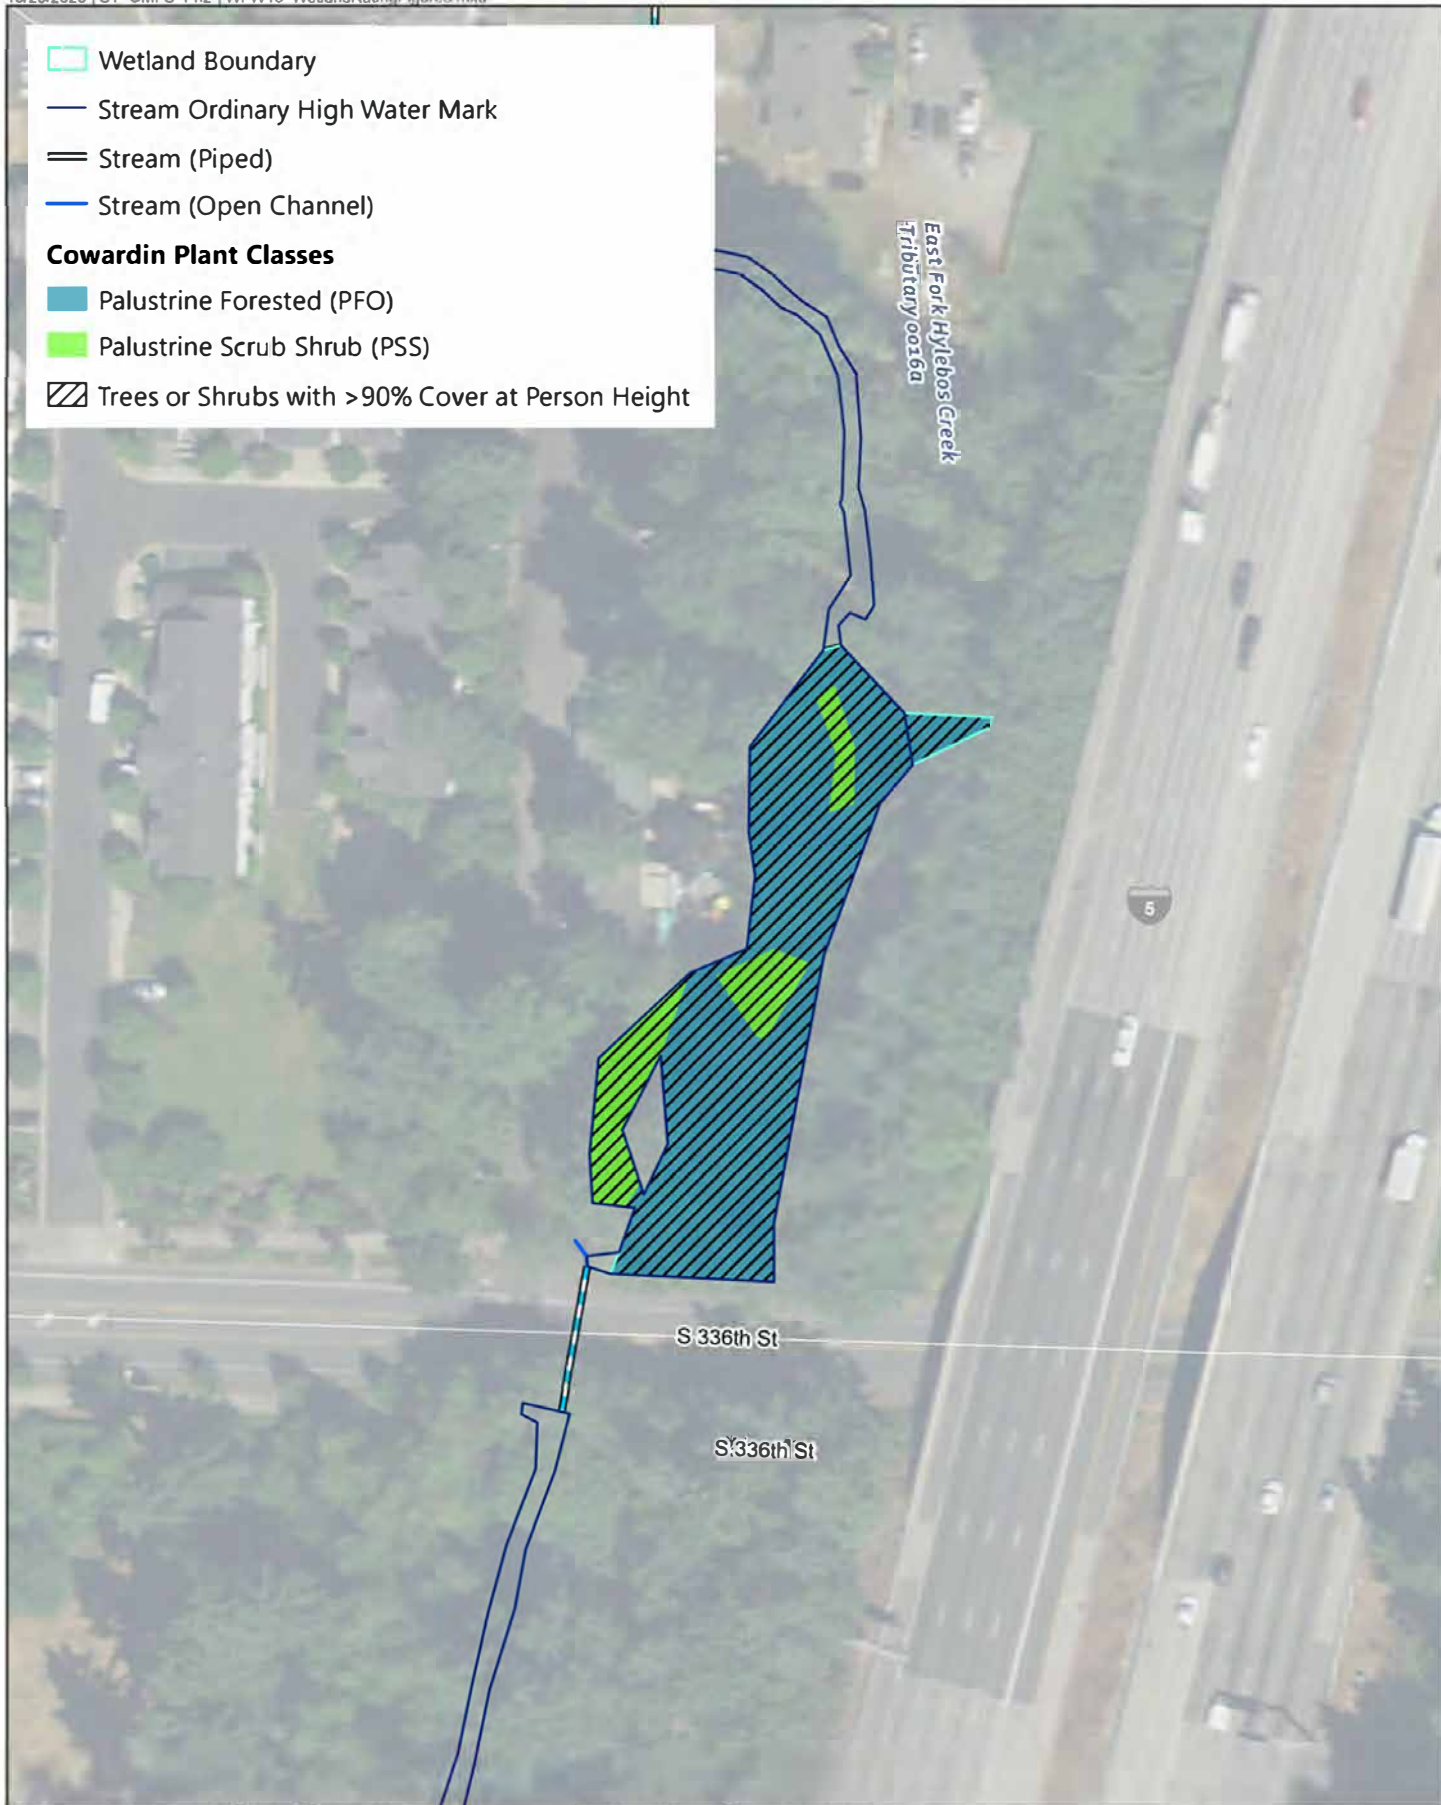 Wetland Boundary
Stream Ordinary High Water Mark
Stream (Piped)
Stream (Open Channel)
Cowardin Plant Classes
Palustrine Forested (PFO)
Palustrine Scrub Shrub (PSS)
Trees or Shrubs with >90% Cover at Person Height
East Fork Hylebos Creek
Tributary 0016a
5
S 336th St
S 336th St